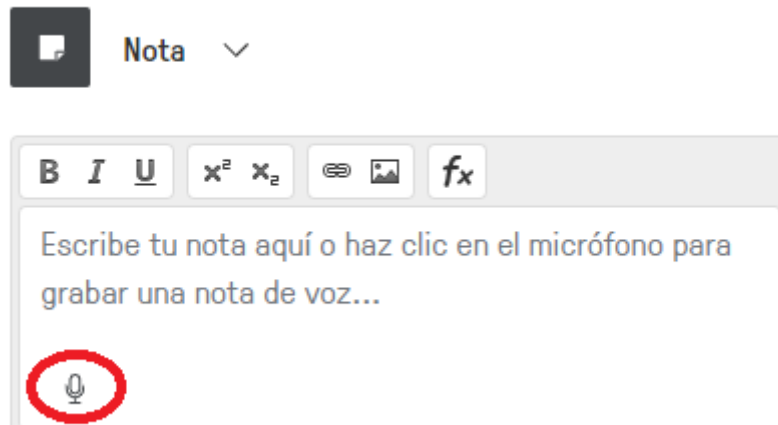 Nota
B I U x² x₂ fx
Escribe tu nota aquí o haz clic en el micrófono para
grabar una nota de voz...